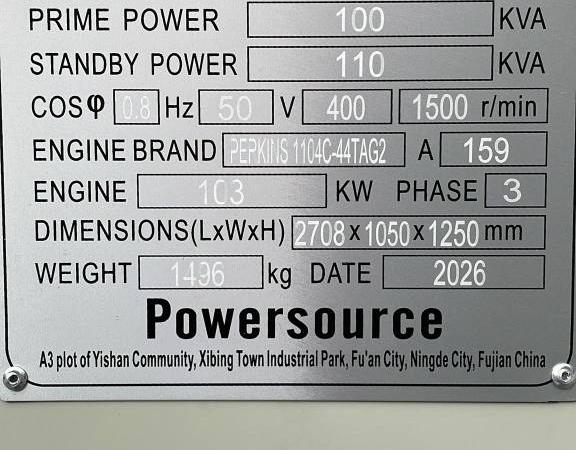 PRIME POWER 100 KVA
STANDBY POWER 110 KVA
COSφ 0.8 Hz 50 V 400 1500 r/min
ENGINE BRAND PEPKINS 1104C-44TAG2 A 159
ENGINE 103 KW PHASE 3
DIMENSIONS(LxWxH) 2708x1050x1250 mm
WEIGHT 1496 kg DATE 2026
Powersource
A3 plot of Yishan Community, Xibing Town Industrial Park, Fu'an City, Ningde City, Fujian China